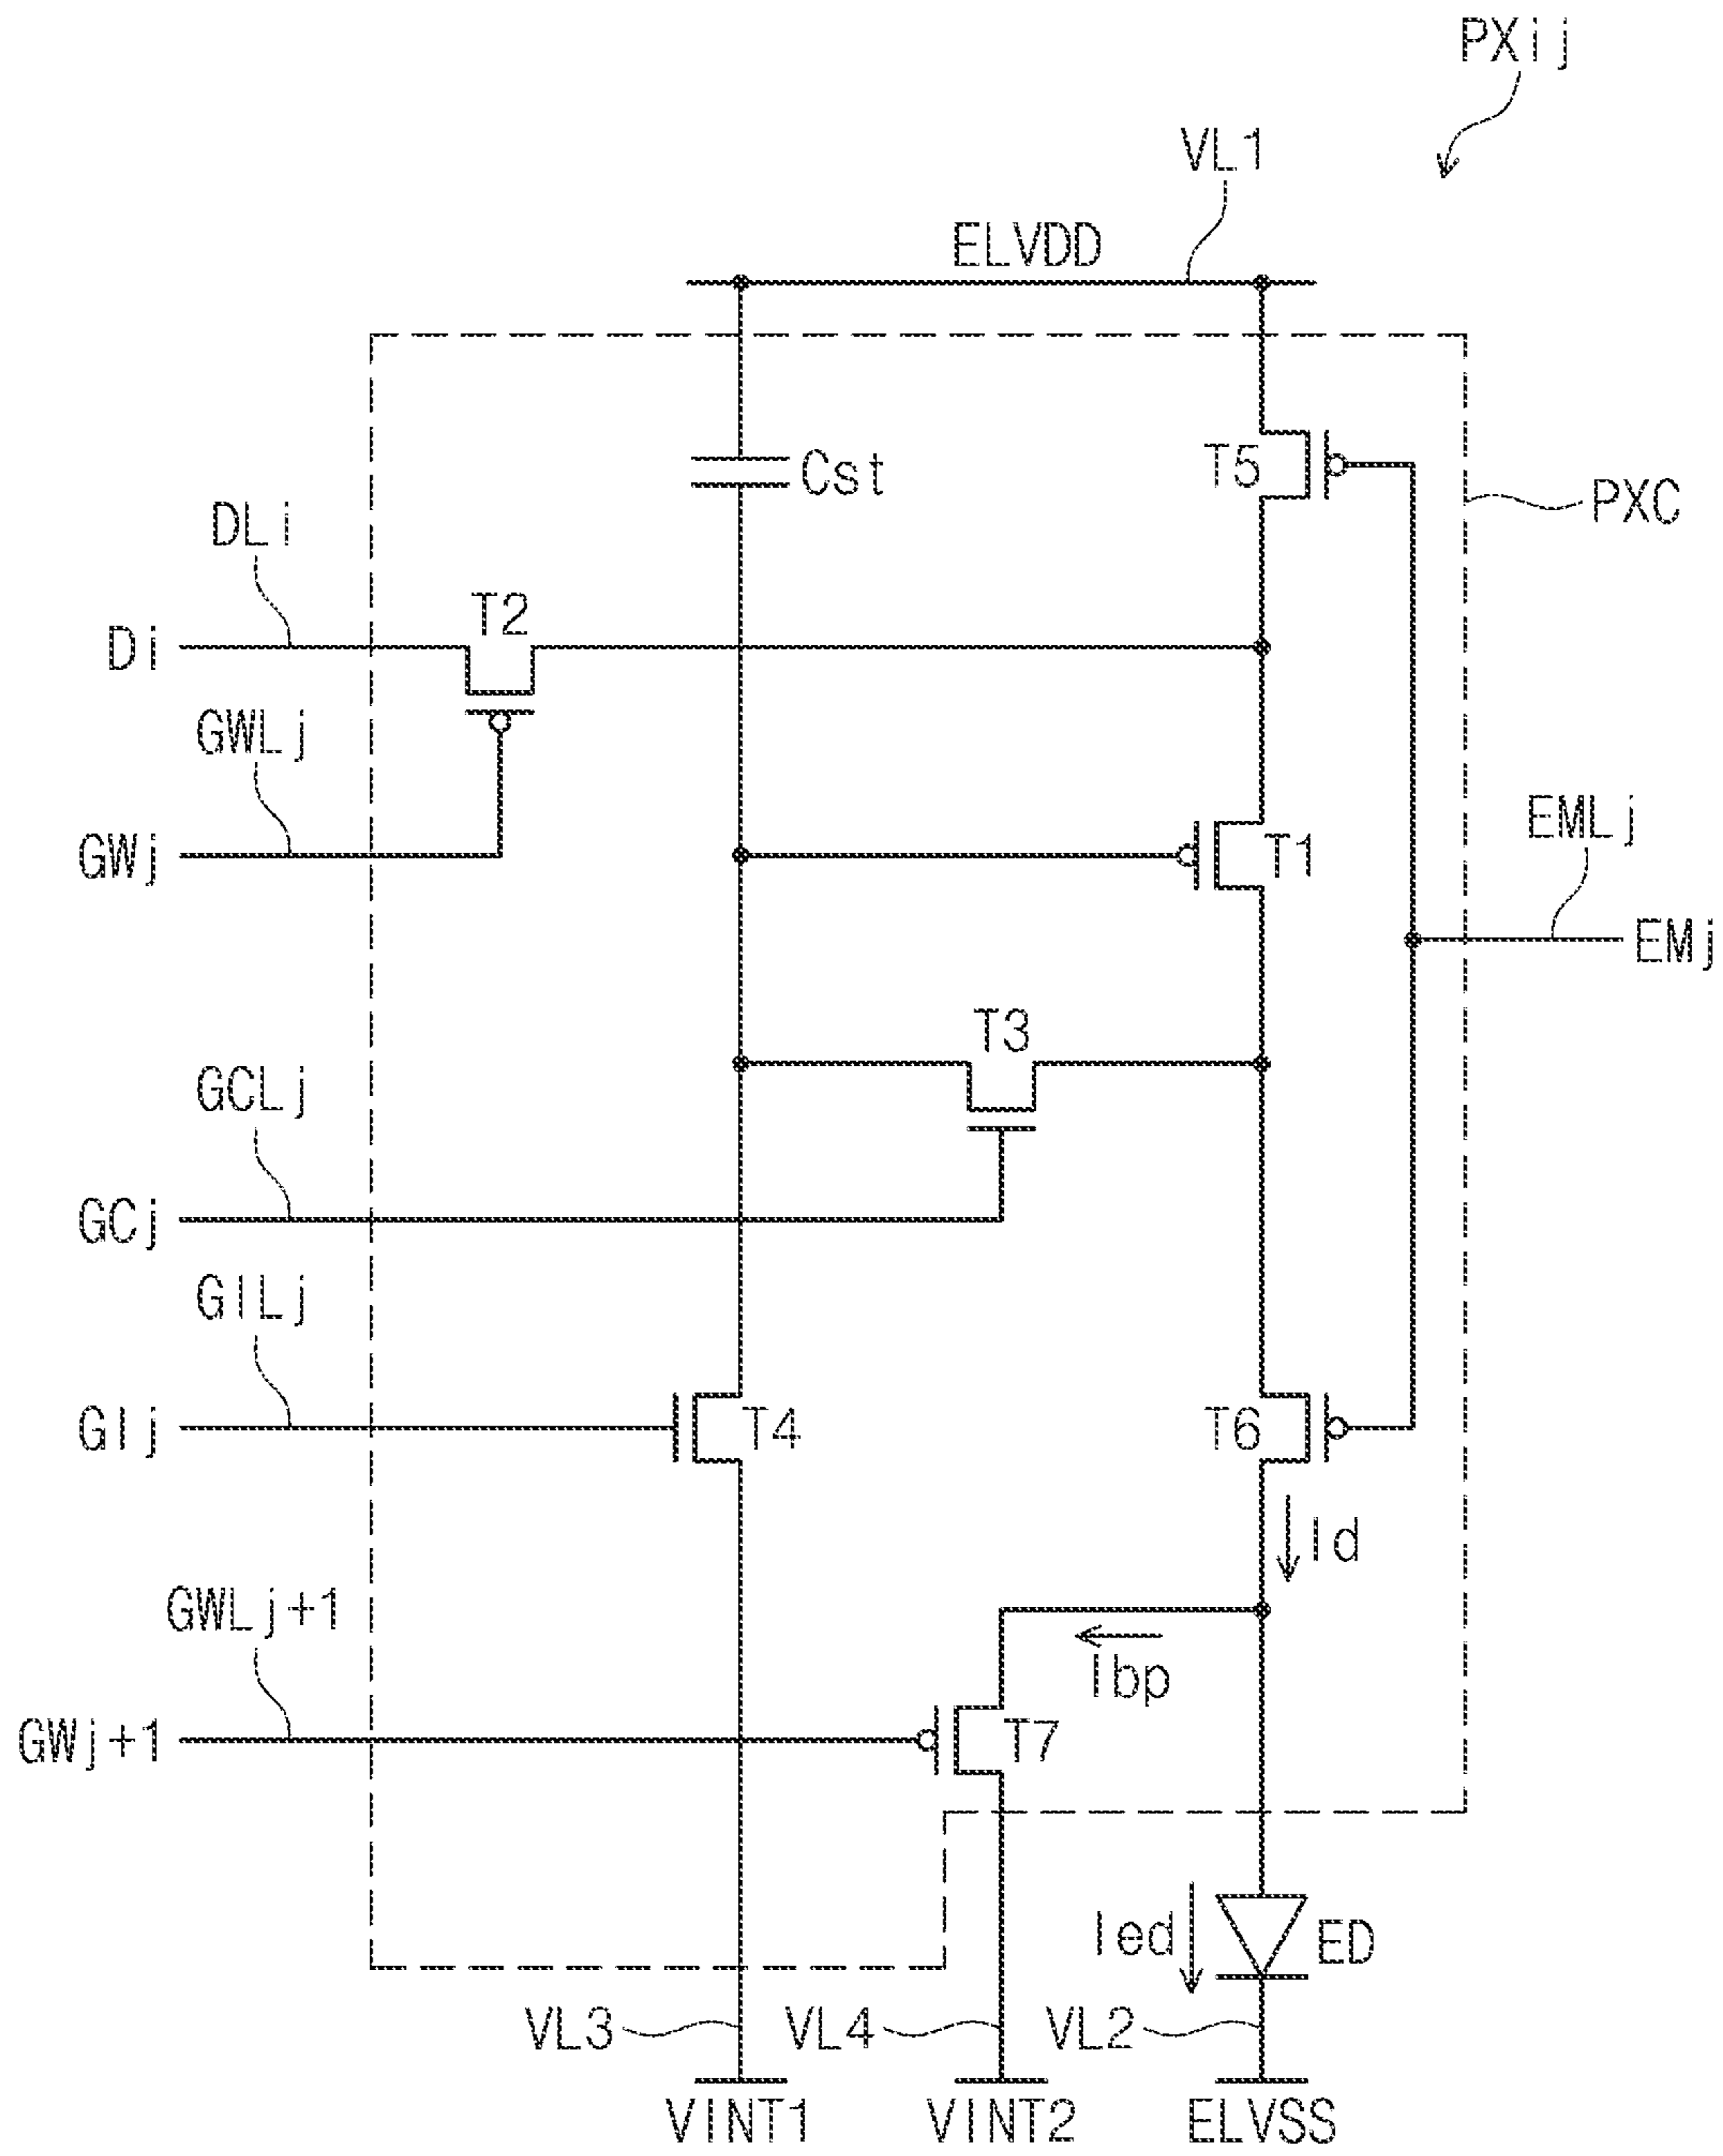 PXij
VL1
ELVDD
Cst
T5
PXC
DLi
T2
Di
GWLj
GWj
T1
EMLj
EMj
T3
GCLj
GCj
GILj
GIj
T4
T6
Id
GWLj+1
Ibp
GWj+1
T7
Ied
ED
VL3
VL4
VL2
VINT1
VINT2
ELVSS